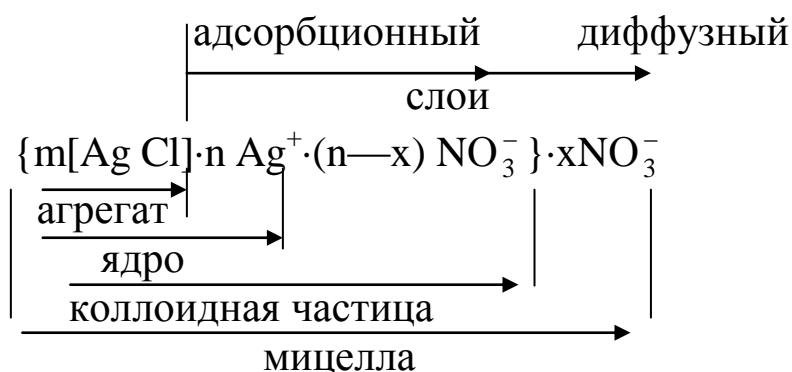 адсорбционный диффузный
слои
{m[Ag Cl]·n Ag⁺·(n—x) NO₃⁻ }·xNO₃⁻
агрегат
ядро
коллоидная частица
мицелла